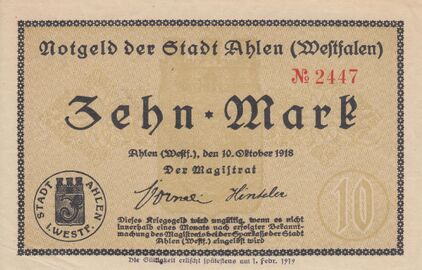 Notgeld der Stadt Ahlen (Westfalen)
№ 2447
Zehn · Mark
Ahlen (Westf.), den 10. Oktober 1918
Der Magistrat
STADT AHLEN
I. WESTF.
10
Dieses Kriegsgeld wird ungültig, wenn es nicht
innerhalb eines Monats nach erfolgter Bekannt-
machung des Magistrats bei der Sparkasse der Stadt
Ahlen (Westf.) eingelöst wird
Die Gültigkeit erlischt spätestens am 1. Febr. 1919